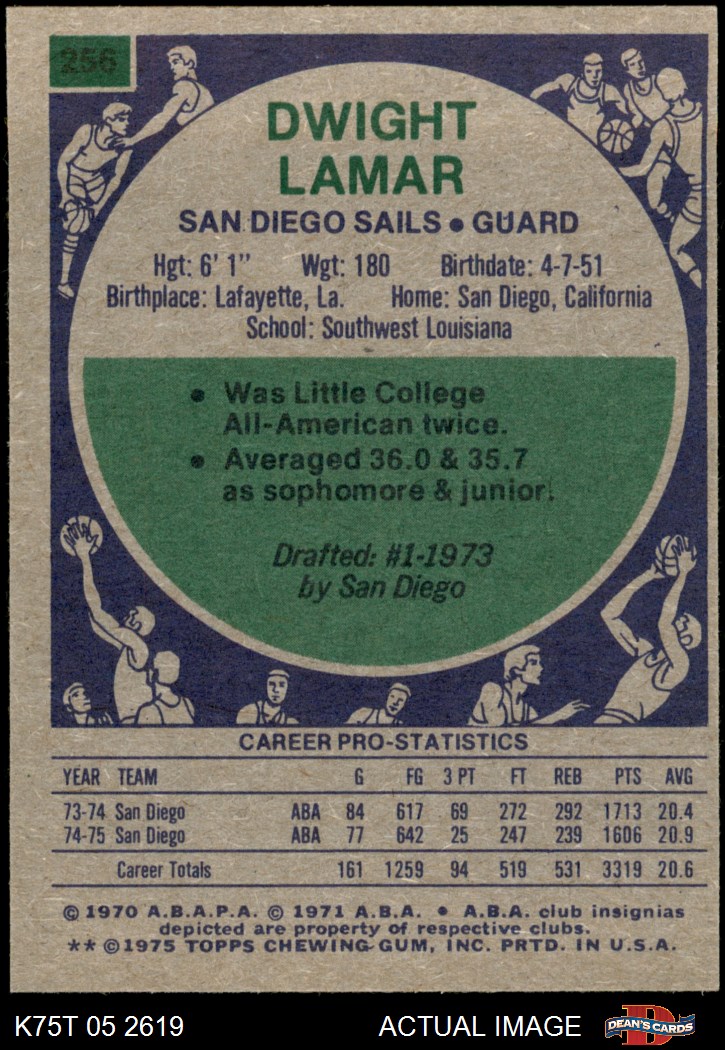 256
DWIGHT
LAMAR
SAN DIEGO SAILS • GUARD
Hgt: 6' 1" Wgt: 180 Birthdate: 4-7-51
Birthplace: Lafayette, La. Home: San Diego, California
School: Southwest Louisiana
• Was Little College
All-American twice.
• Averaged 36.0 & 35.7
as sophomore & junior.
Drafted: #1-1973
by San Diego
CAREER PRO-STATISTICS
YEAR TEAM G FG 3 PT FT REB PTS AVG
73-74 San Diego ABA 84 617 69 272 292 1713 20.4
74-75 San Diego ABA 77 642 25 247 239 1606 20.9
Career Totals 161 1259 94 519 531 3319 20.6
© 1970 A.B.A.P.A. © 1971 A.B.A. • A.B.A. club insignias
depicted are property of respective clubs.
** ©1975 TOPPS CHEWING GUM, INC. PRTD. IN U.S.A.
K75T 05 2619 ACTUAL IMAGE D DEAN'S CARDS